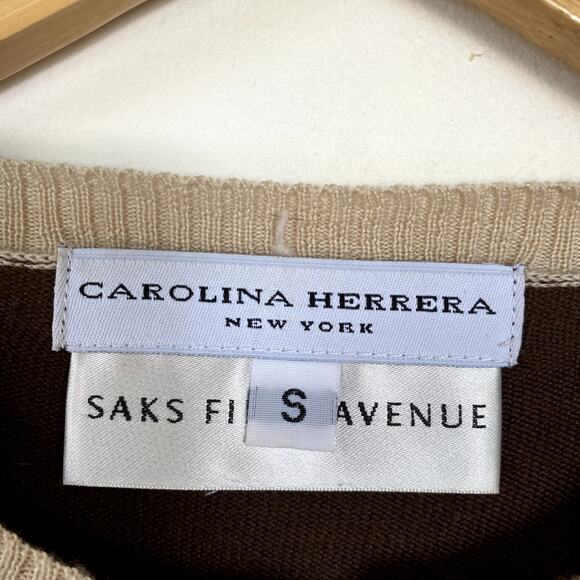 CAROLINA HERRERA
NEW YORK
SAKS FI S AVENUE